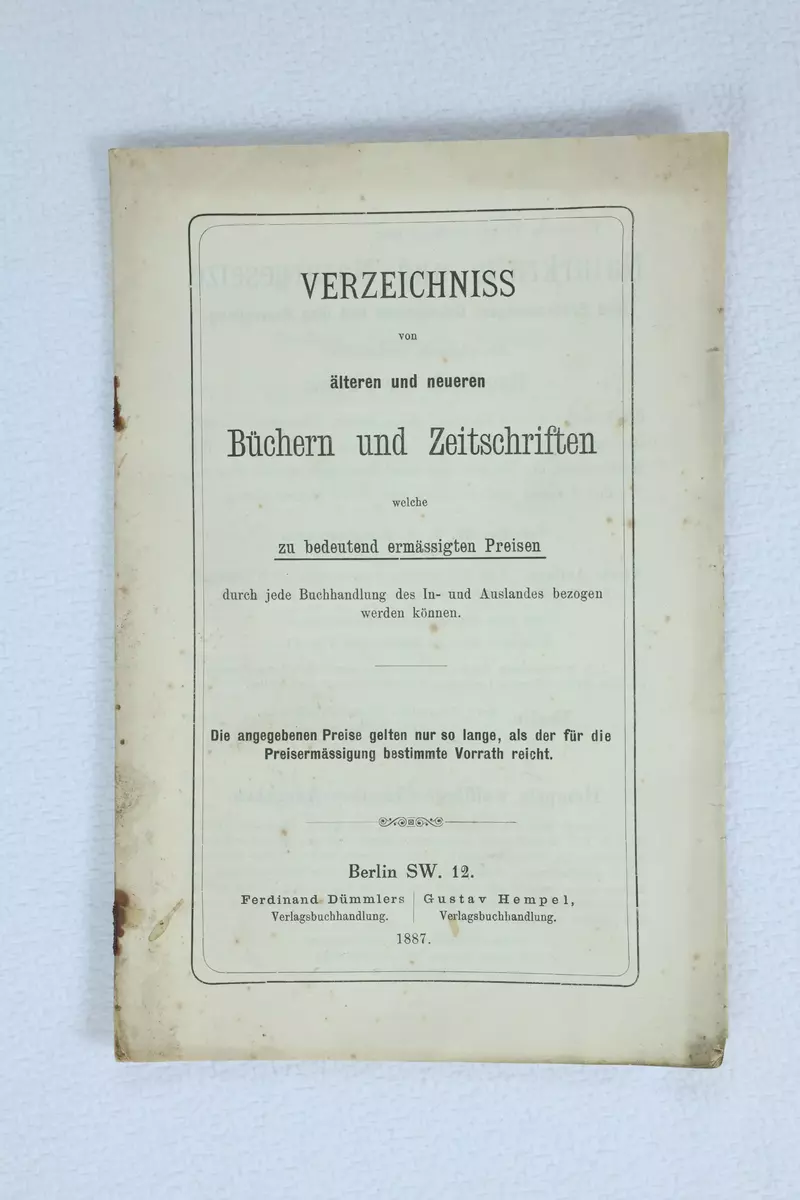 VERZEICHNISS
von
älteren und neueren
Büchern und Zeitschriften
welche
zu bedeutend ermässigten Preisen
durch jede Buchhandlung des In- und Auslandes bezogen
werden können.
Die angegebenen Preise gelten nur so lange, als der für die
Preisermässigung bestimmte Vorrath reicht.
Berlin SW. 12.
Ferdinand Dümmlers
Verlagsbuchhandlung.
Gustav Hempel,
Verlagsbuchhandlung.
1887.